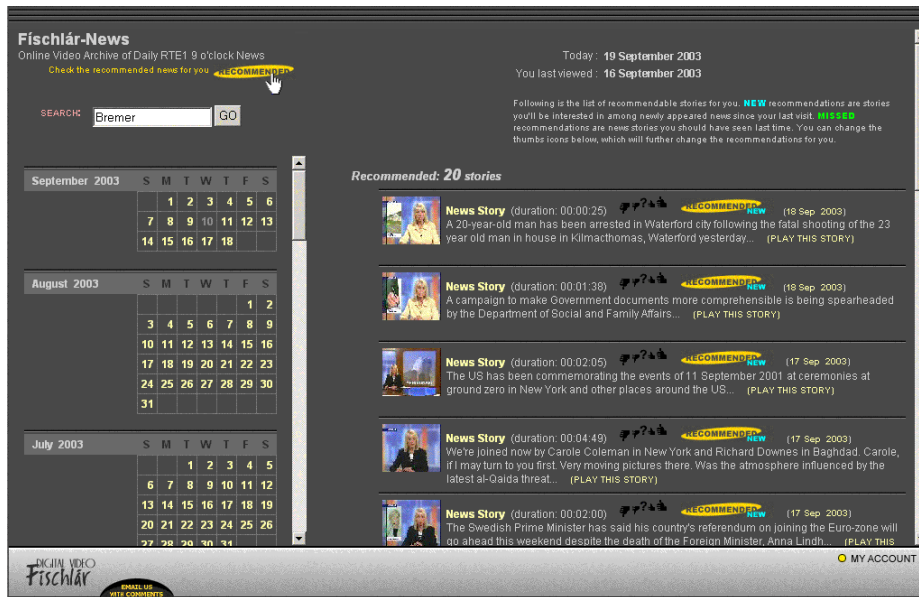 Físchlár-News
Online Video Archive of Daily RTE1 9 o'clock News
Check the recommended news for you RECOMMENDED
SEARCH: Bremer GO
Today : 19 September 2003
You last viewed : 16 September 2003
Following is the list of recommendable stories for you. NEW recommendations are stories
you'll be interested in among newly appeared news since your last visit. MISSED
recommendations are news stories you should have seen last time. You can change the
thumbs icons below, which will further change the recommendations for you.
September 2003 S M T W T F S
1 2 3 4 5 6
7 8 9 10 11 12 13
14 15 16 17 18
August 2003 S M T W T F S
1 2
3 4 5 6 7 8 9
10 11 12 13 14 15 16
17 18 19 20 21 22 23
24 25 26 27 28 29 30
31
July 2003 S M T W T F S
1 2 3 4 5
6 7 8 9 10 11 12
13 14 15 16 17 18 19
20 21 22 23 24 25 26
27 28 29 30 31
Recommended: 20 stories
News Story (duration: 00:00:25) ? RECOMMENDED NEW (18 Sep 2003)
A 20-year-old man has been arrested in Waterford city following the fatal shooting of the 23
year old man in house in Kilmacthomas, Waterford yesterday... (PLAY THIS STORY)
News Story (duration: 00:01:38) ? RECOMMENDED NEW (18 Sep 2003)
A campaign to make Government documents more comprehensible is being spearheaded
by the Department of Social and Family Affairs... (PLAY THIS STORY)
News Story (duration: 00:02:05) ? RECOMMENDED NEW (17 Sep 2003)
The US has been commemorating the events of 11 September 2001 at ceremonies at
ground zero in New York and other places around the US... (PLAY THIS STORY)
News Story (duration: 00:04:49) ? RECOMMENDED NEW (17 Sep 2003)
We're joined now by Carole Coleman in New York and Richard Downes in Baghdad. Carole,
if I may turn to you first. Very moving pictures there. Was the atmosphere influenced by the
latest al-Qaida threat... (PLAY THIS STORY)
News Story (duration: 00:02:00) ? RECOMMENDED NEW (17 Sep 2003)
The Swedish Prime Minister has said his country's referendum on joining the Euro-zone will
go ahead this weekend despite the death of the Foreign Minister, Anna Lindh... (PLAY THIS
DIGITAL VIDEO
Físchlár
EMAIL US
WITH COMMENTS
MY ACCOUNT